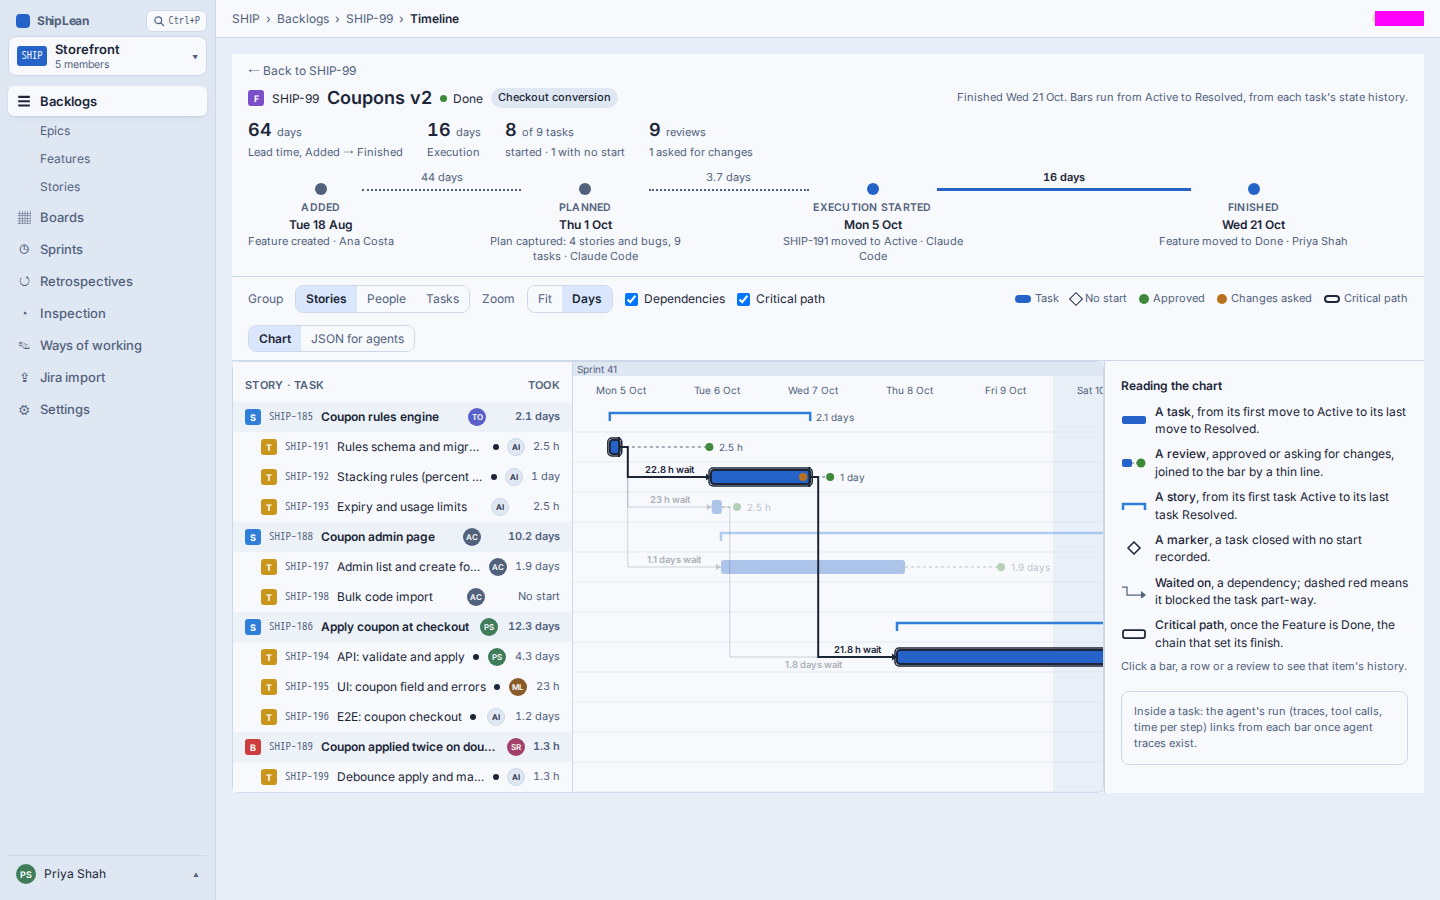 ShipLean
Ctrl+P
SHIP › Backlogs › SHIP-99 › Timeline
SHIP
Storefront
5 members
Backlogs
Epics
Features
Stories
Boards
Sprints
Retrospectives
Inspection
Ways of working
Jira import
Settings
PS
Priya Shah
← Back to SHIP-99
F SHIP-99 Coupons v2 Done Checkout conversion
Finished Wed 21 Oct. Bars run from Active to Resolved, from each task's state history.
64 days
Lead time, Added → Finished
16 days
Execution
8 of 9 tasks
started · 1 with no start
9 reviews
1 asked for changes
44 days
3.7 days
16 days
ADDED
Tue 18 Aug
Feature created · Ana Costa
PLANNED
Thu 1 Oct
Plan captured: 4 stories and bugs, 9
tasks · Claude Code
EXECUTION STARTED
Mon 5 Oct
SHIP-191 moved to Active · Claude
Code
FINISHED
Wed 21 Oct
Feature moved to Done · Priya Shah
Group Stories People Tasks Zoom Fit Days Dependencies Critical path
Task No start Approved Changes asked Critical path
Chart JSON for agents
STORY · TASK TOOK
S SHIP-185 Coupon rules engine TO 2.1 days
T SHIP-191 Rules schema and migr... AI 2.5 h
T SHIP-192 Stacking rules (percent ... AI 1 day
T SHIP-193 Expiry and usage limits AI 2.5 h
S SHIP-188 Coupon admin page AC 10.2 days
T SHIP-197 Admin list and create fo... AC 1.9 days
T SHIP-198 Bulk code import AC No start
S SHIP-186 Apply coupon at checkout PS 12.3 days
T SHIP-194 API: validate and apply PS 4.3 days
T SHIP-195 UI: coupon field and errors ML 23 h
T SHIP-196 E2E: coupon checkout AI 1.2 days
B SHIP-189 Coupon applied twice on dou... SR 1.3 h
T SHIP-199 Debounce apply and ma... AI 1.3 h
Sprint 41
Mon 5 Oct Tue 6 Oct Wed 7 Oct Thu 8 Oct Fri 9 Oct Sat 10
2.1 days
2.5 h
22.8 h wait
1 day
23 h wait
2.5 h
1.1 days wait
1.9 days
21.8 h wait
1.8 days wait
Reading the chart
A task, from its first move to Active to its last
move to Resolved.
A review, approved or asking for changes,
joined to the bar by a thin line.
A story, from its first task Active to its last
task Resolved.
A marker, a task closed with no start
recorded.
Waited on, a dependency; dashed red means
it blocked the task part-way.
Critical path, once the Feature is Done, the
chain that set its finish.
Click a bar, a row or a review to see that item's history.
Inside a task: the agent's run (traces, tool calls,
time per step) links from each bar once agent
traces exist.